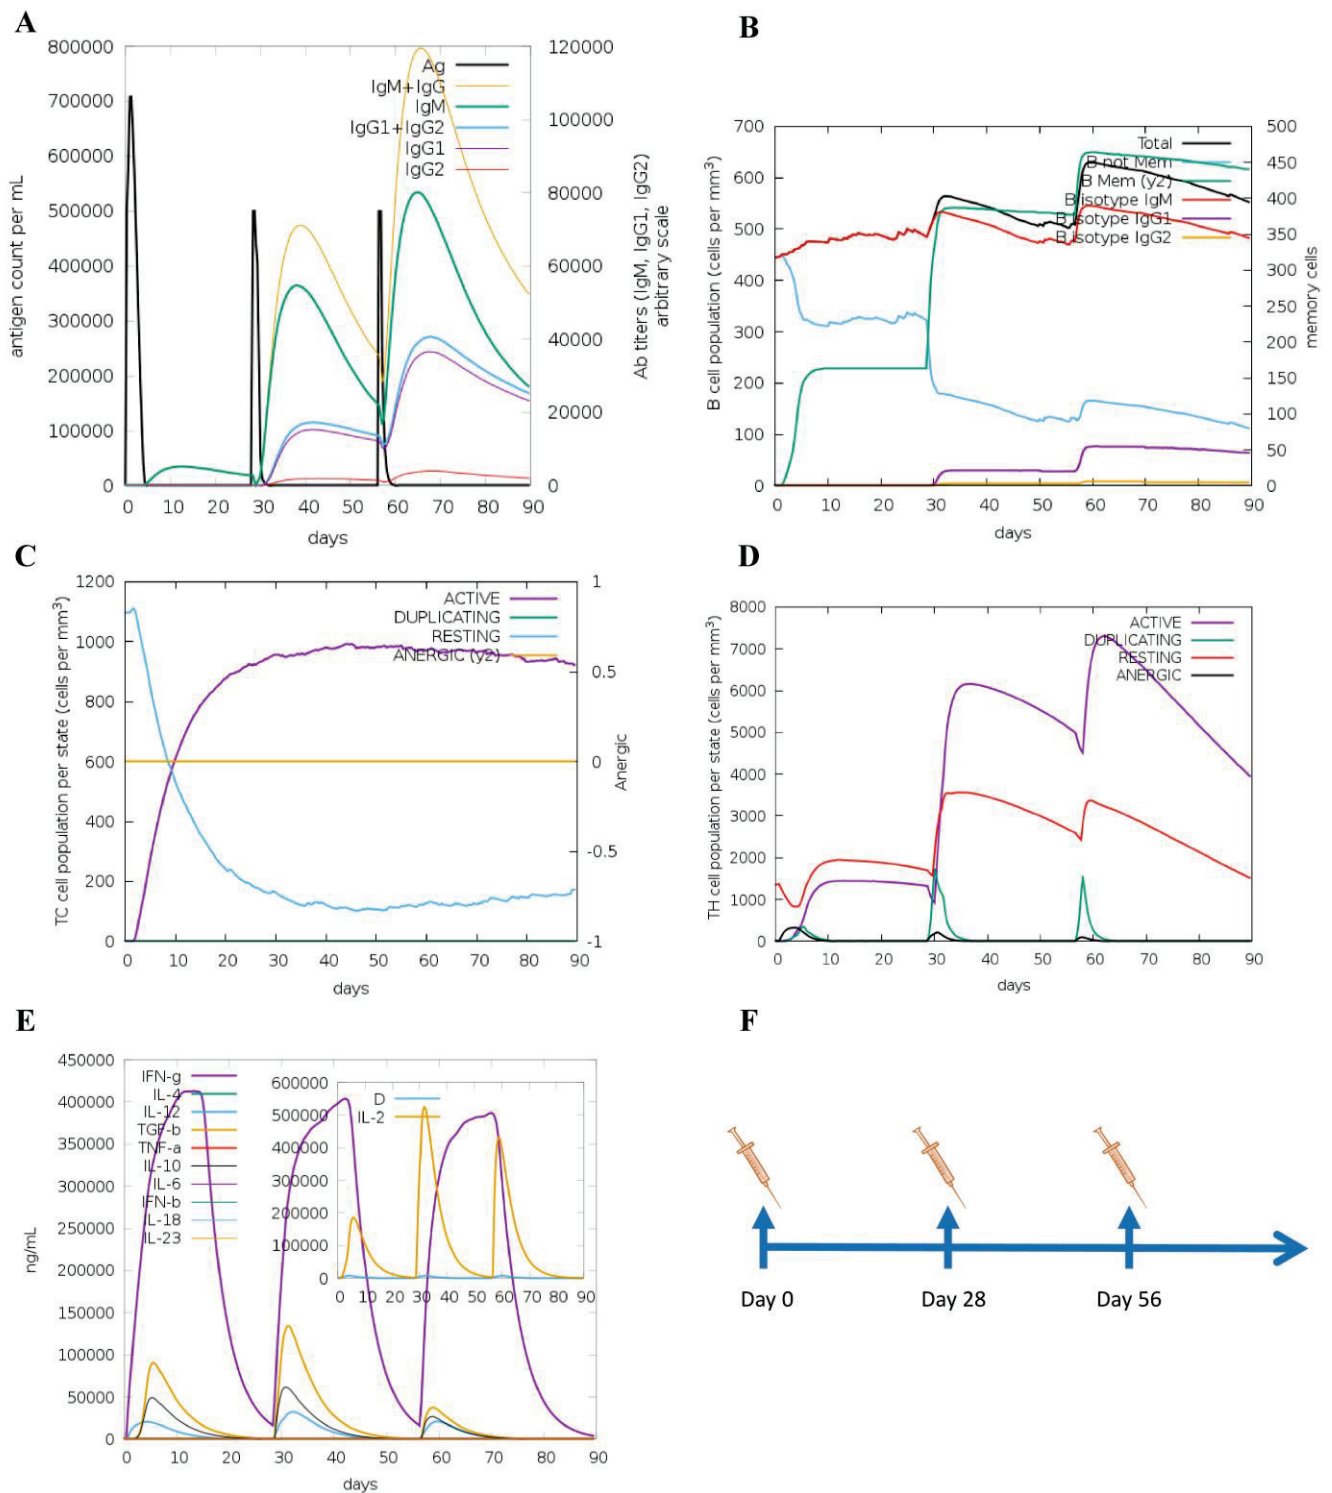 A
800000
700000
600000
500000
400000
300000
200000
100000
0
antigen count per mL
120000
100000
80000
60000
40000
20000
0
Ab titers (IgM, IgG1, IgG2)
arbitrary scale
Ag
IgM+IgG
IgM
IgG1+IgG2
IgG1
IgG2
0 10 20 30 40 50 60 70 80 90
days
B
700
600
500
400
300
200
100
0
B cell population (cells per mm³)
500
450
400
350
300
250
200
150
100
50
0
memory cells
Total
B not Mem
B Mem (y2)
B isotype IgM
B isotype IgG1
B isotype IgG2
0 10 20 30 40 50 60 70 80 90
days
C
1200
1000
800
600
400
200
0
TC cell population per state (cells per mm³)
1
0.5
0
-0.5
-1
Anergic
ACTIVE
DUPLICATING
RESTING
ANERGIC (y2)
0 10 20 30 40 50 60 70 80 90
days
D
8000
7000
6000
5000
4000
3000
2000
1000
0
TH cell population per state (cells per mm³)
ACTIVE
DUPLICATING
RESTING
ANERGIC
0 10 20 30 40 50 60 70 80 90
days
E
450000
400000
350000
300000
250000
200000
150000
100000
50000
0
ng/mL
IFN-g
IL-4
IL-12
TGF-b
TNF-a
IL-10
IL-6
IFN-b
IL-18
IL-23
600000
500000
400000
300000
200000
100000
0
D
IL-2
0 10 20 30 40 50 60 70 80 90
0 10 20 30 40 50 60 70 80 90
days
F
Day 0
Day 28
Day 56